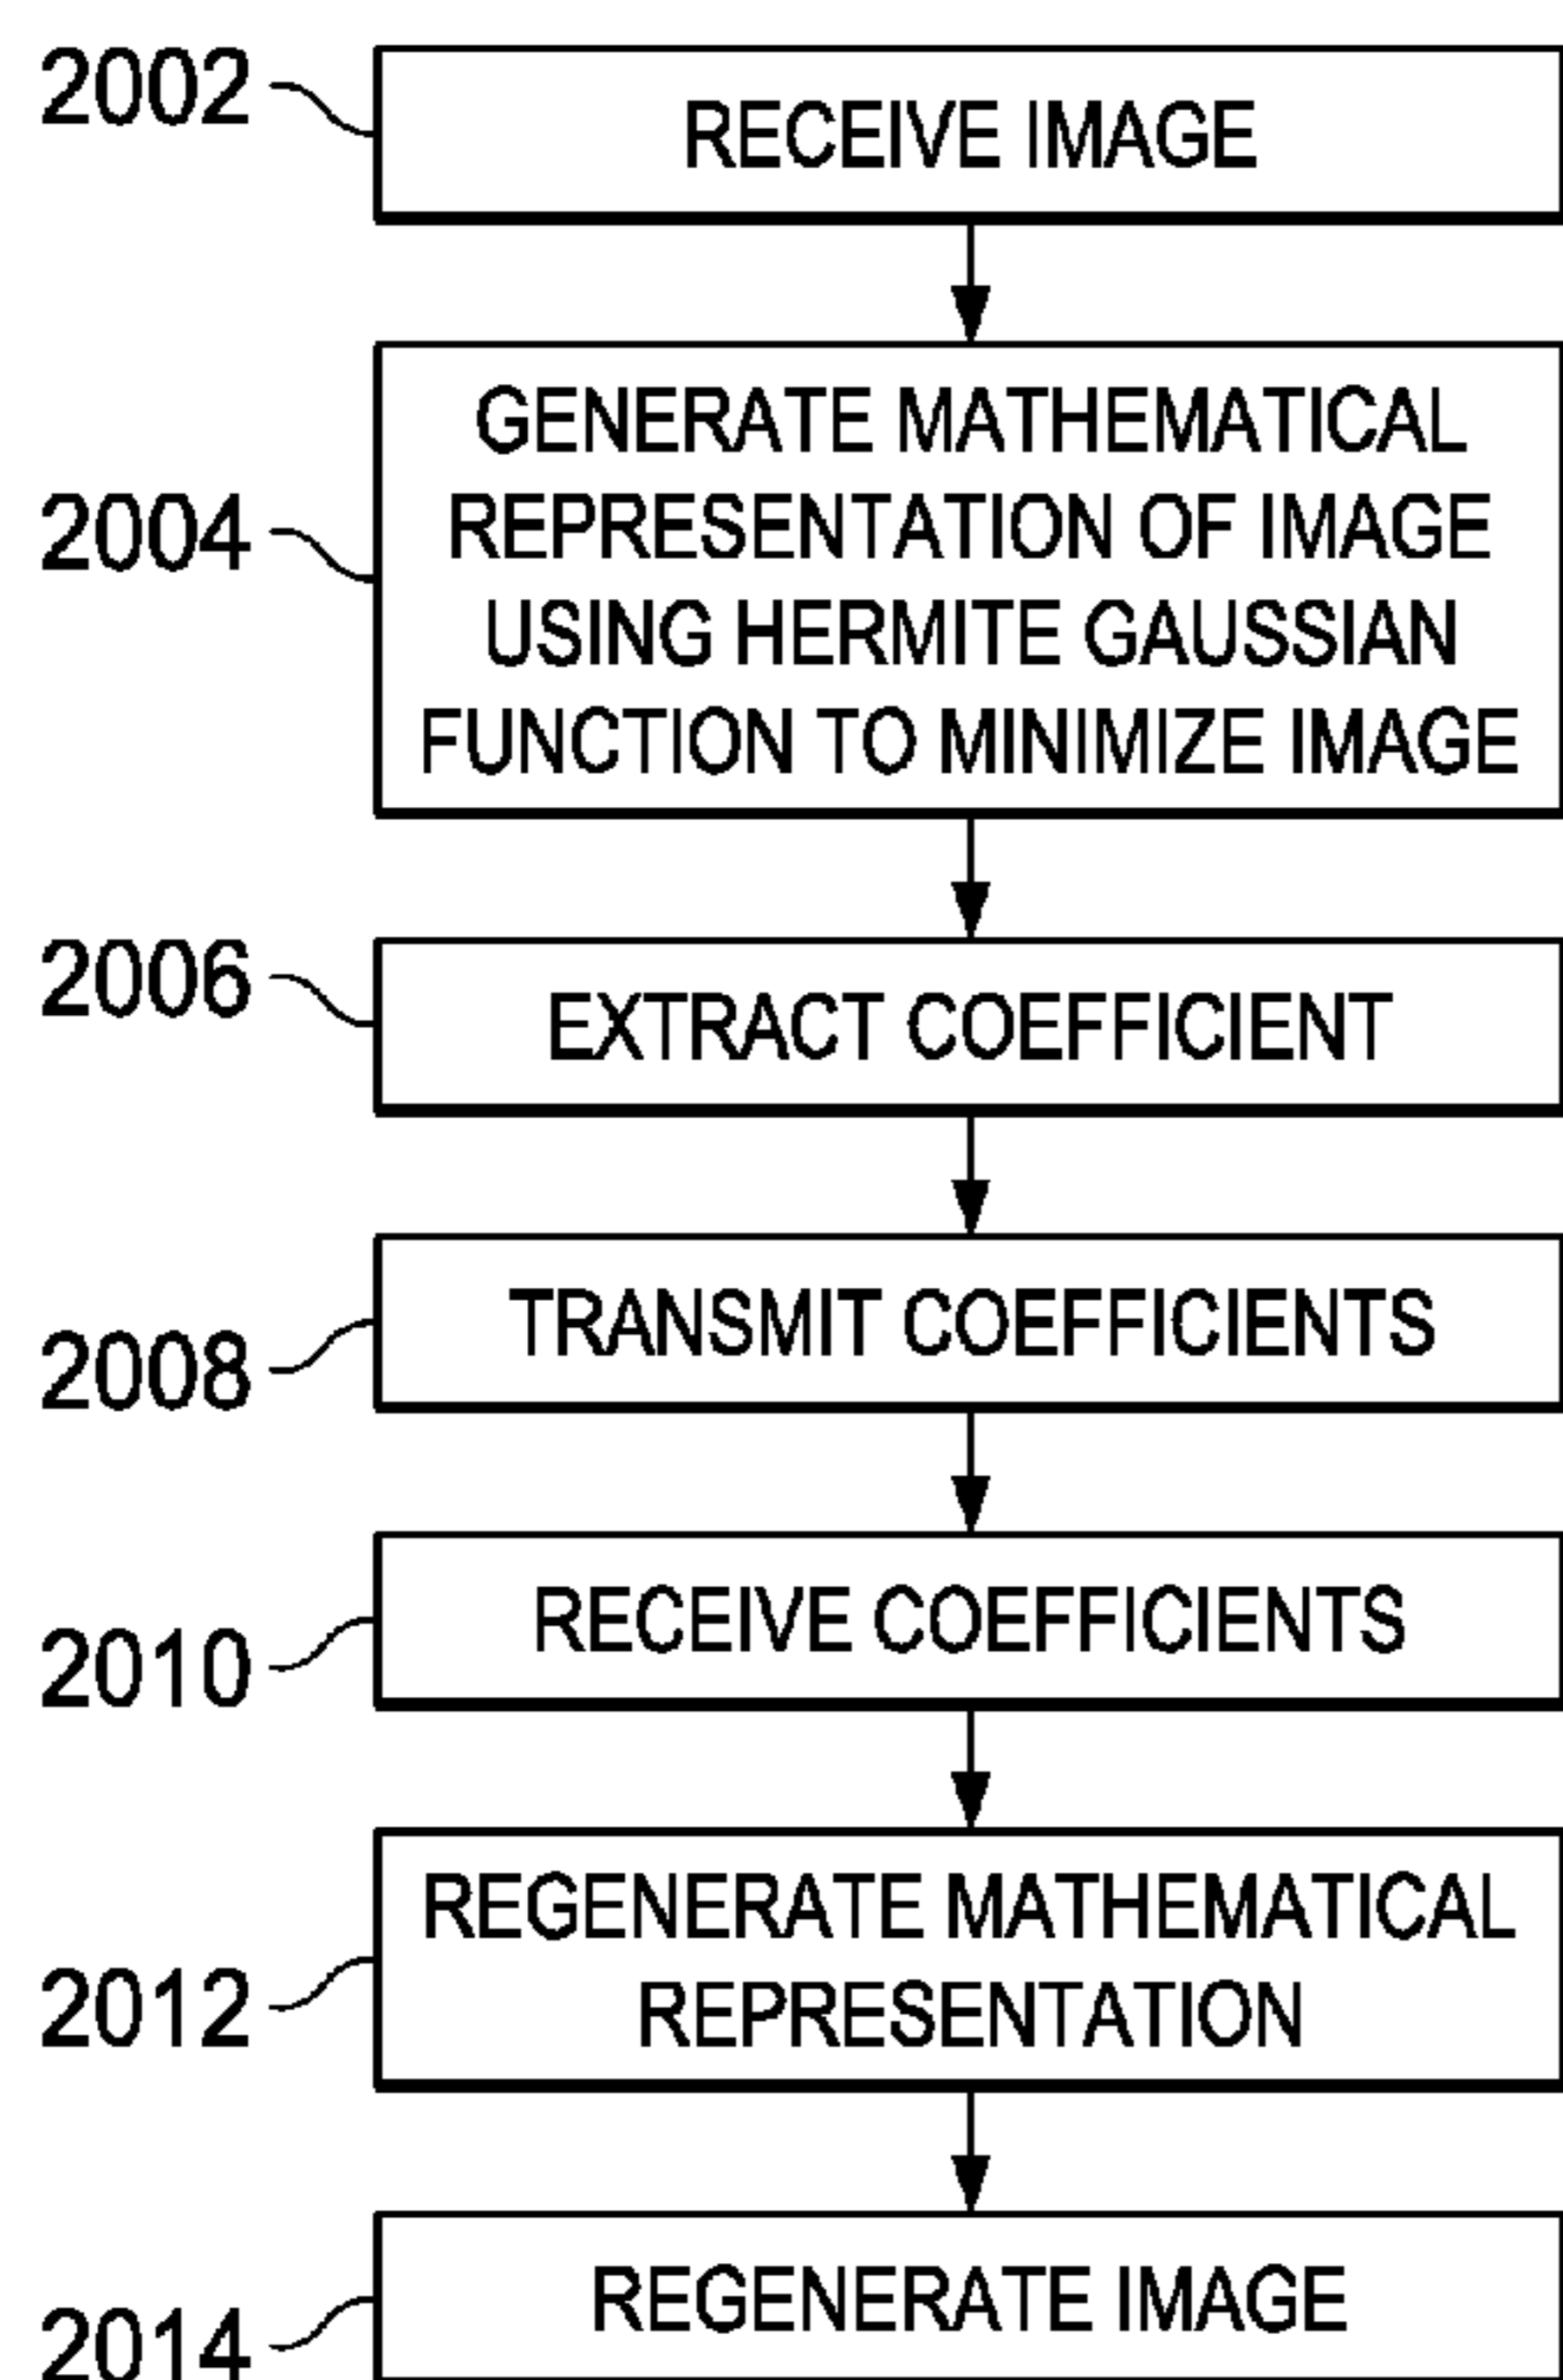 2002
RECEIVE IMAGE
GENERATE MATHEMATICAL
REPRESENTATION OF IMAGE
USING HERMITE GAUSSIAN
FUNCTION TO MINIMIZE IMAGE
2004
2006
EXTRACT COEFFICIENT
2008
TRANSMIT COEFFICIENTS
2010
RECEIVE COEFFICIENTS
2012
REGENERATE MATHEMATICAL
REPRESENTATION
2014
REGENERATE IMAGE